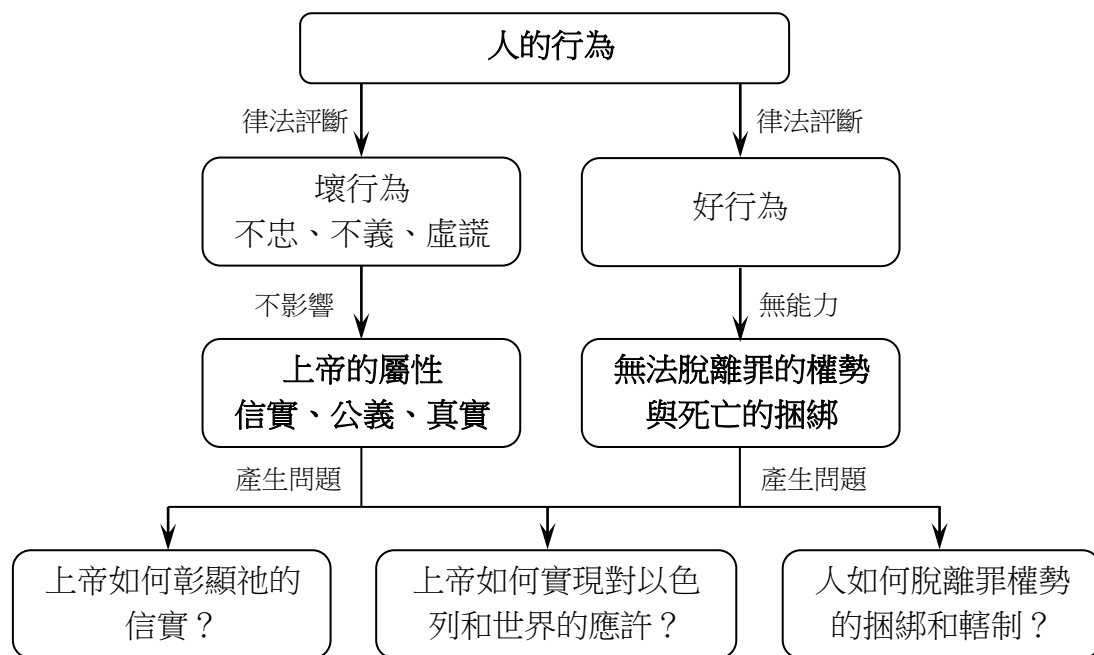 人的行為
律法評斷
律法評斷
壞行為
不忠、不義、虛謊
好行為
不影響
無能力
上帝的屬性
信實、公義、真實
無法脫離罪的權勢
與死亡的捆綁
產生問題
產生問題
上帝如何彰顯祂的
信實？
上帝如何實現對以色
列和世界的應許？
人如何脫離罪權勢
的捆綁和轄制？